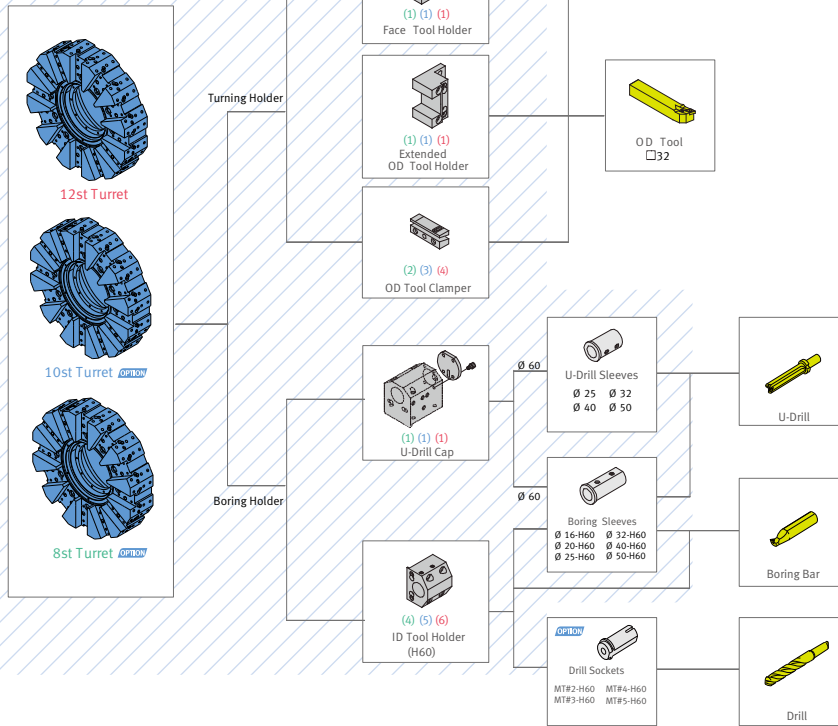 (1) (1) (1)
Face Tool Holder
Turning Holder
(1) (1) (1)
Extended
OD Tool Holder
OD Tool
□32
12st Turret
(2) (3) (4)
OD Tool Clamper
10st Turret OPTION
Ø 60
U-Drill Sleeves
Ø 25 Ø 32
Ø 40 Ø 50
U-Drill
(1) (1) (1)
U-Drill Cap
Boring Holder
Ø 60
Boring Sleeves
Ø 16-H60 Ø 32-H60
Ø 20-H60 Ø 40-H60
Ø 25-H60 Ø 50-H60
Boring Bar
8st Turret OPTION
(4) (5) (6)
ID Tool Holder
(H60)
OPTION
Drill Sockets
MT#2-H60 MT#4-H60
MT#3-H60 MT#5-H60
Drill